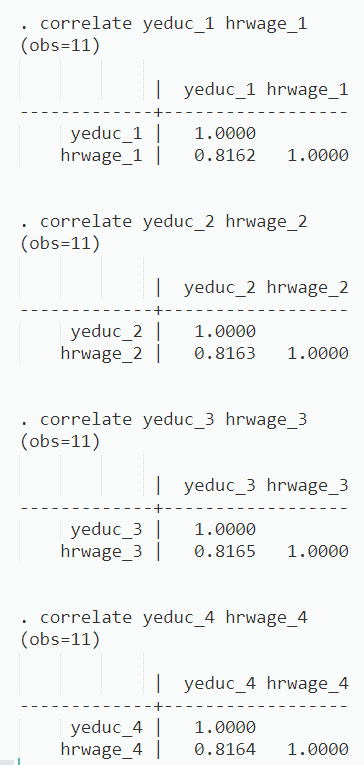 . correlate yeduc_1 hrwage_1
(obs=11)
| yeduc_1 hrwage_1
-------------+------------------
yeduc_1 | 1.0000
hrwage_1 | 0.8162 1.0000
. correlate yeduc_2 hrwage_2
(obs=11)
| yeduc_2 hrwage_2
-------------+------------------
yeduc_2 | 1.0000
hrwage_2 | 0.8163 1.0000
. correlate yeduc_3 hrwage_3
(obs=11)
| yeduc_3 hrwage_3
-------------+------------------
yeduc_3 | 1.0000
hrwage_3 | 0.8165 1.0000
. correlate yeduc_4 hrwage_4
(obs=11)
| yeduc_4 hrwage_4
-------------+------------------
yeduc_4 | 1.0000
hrwage_4 | 0.8164 1.0000